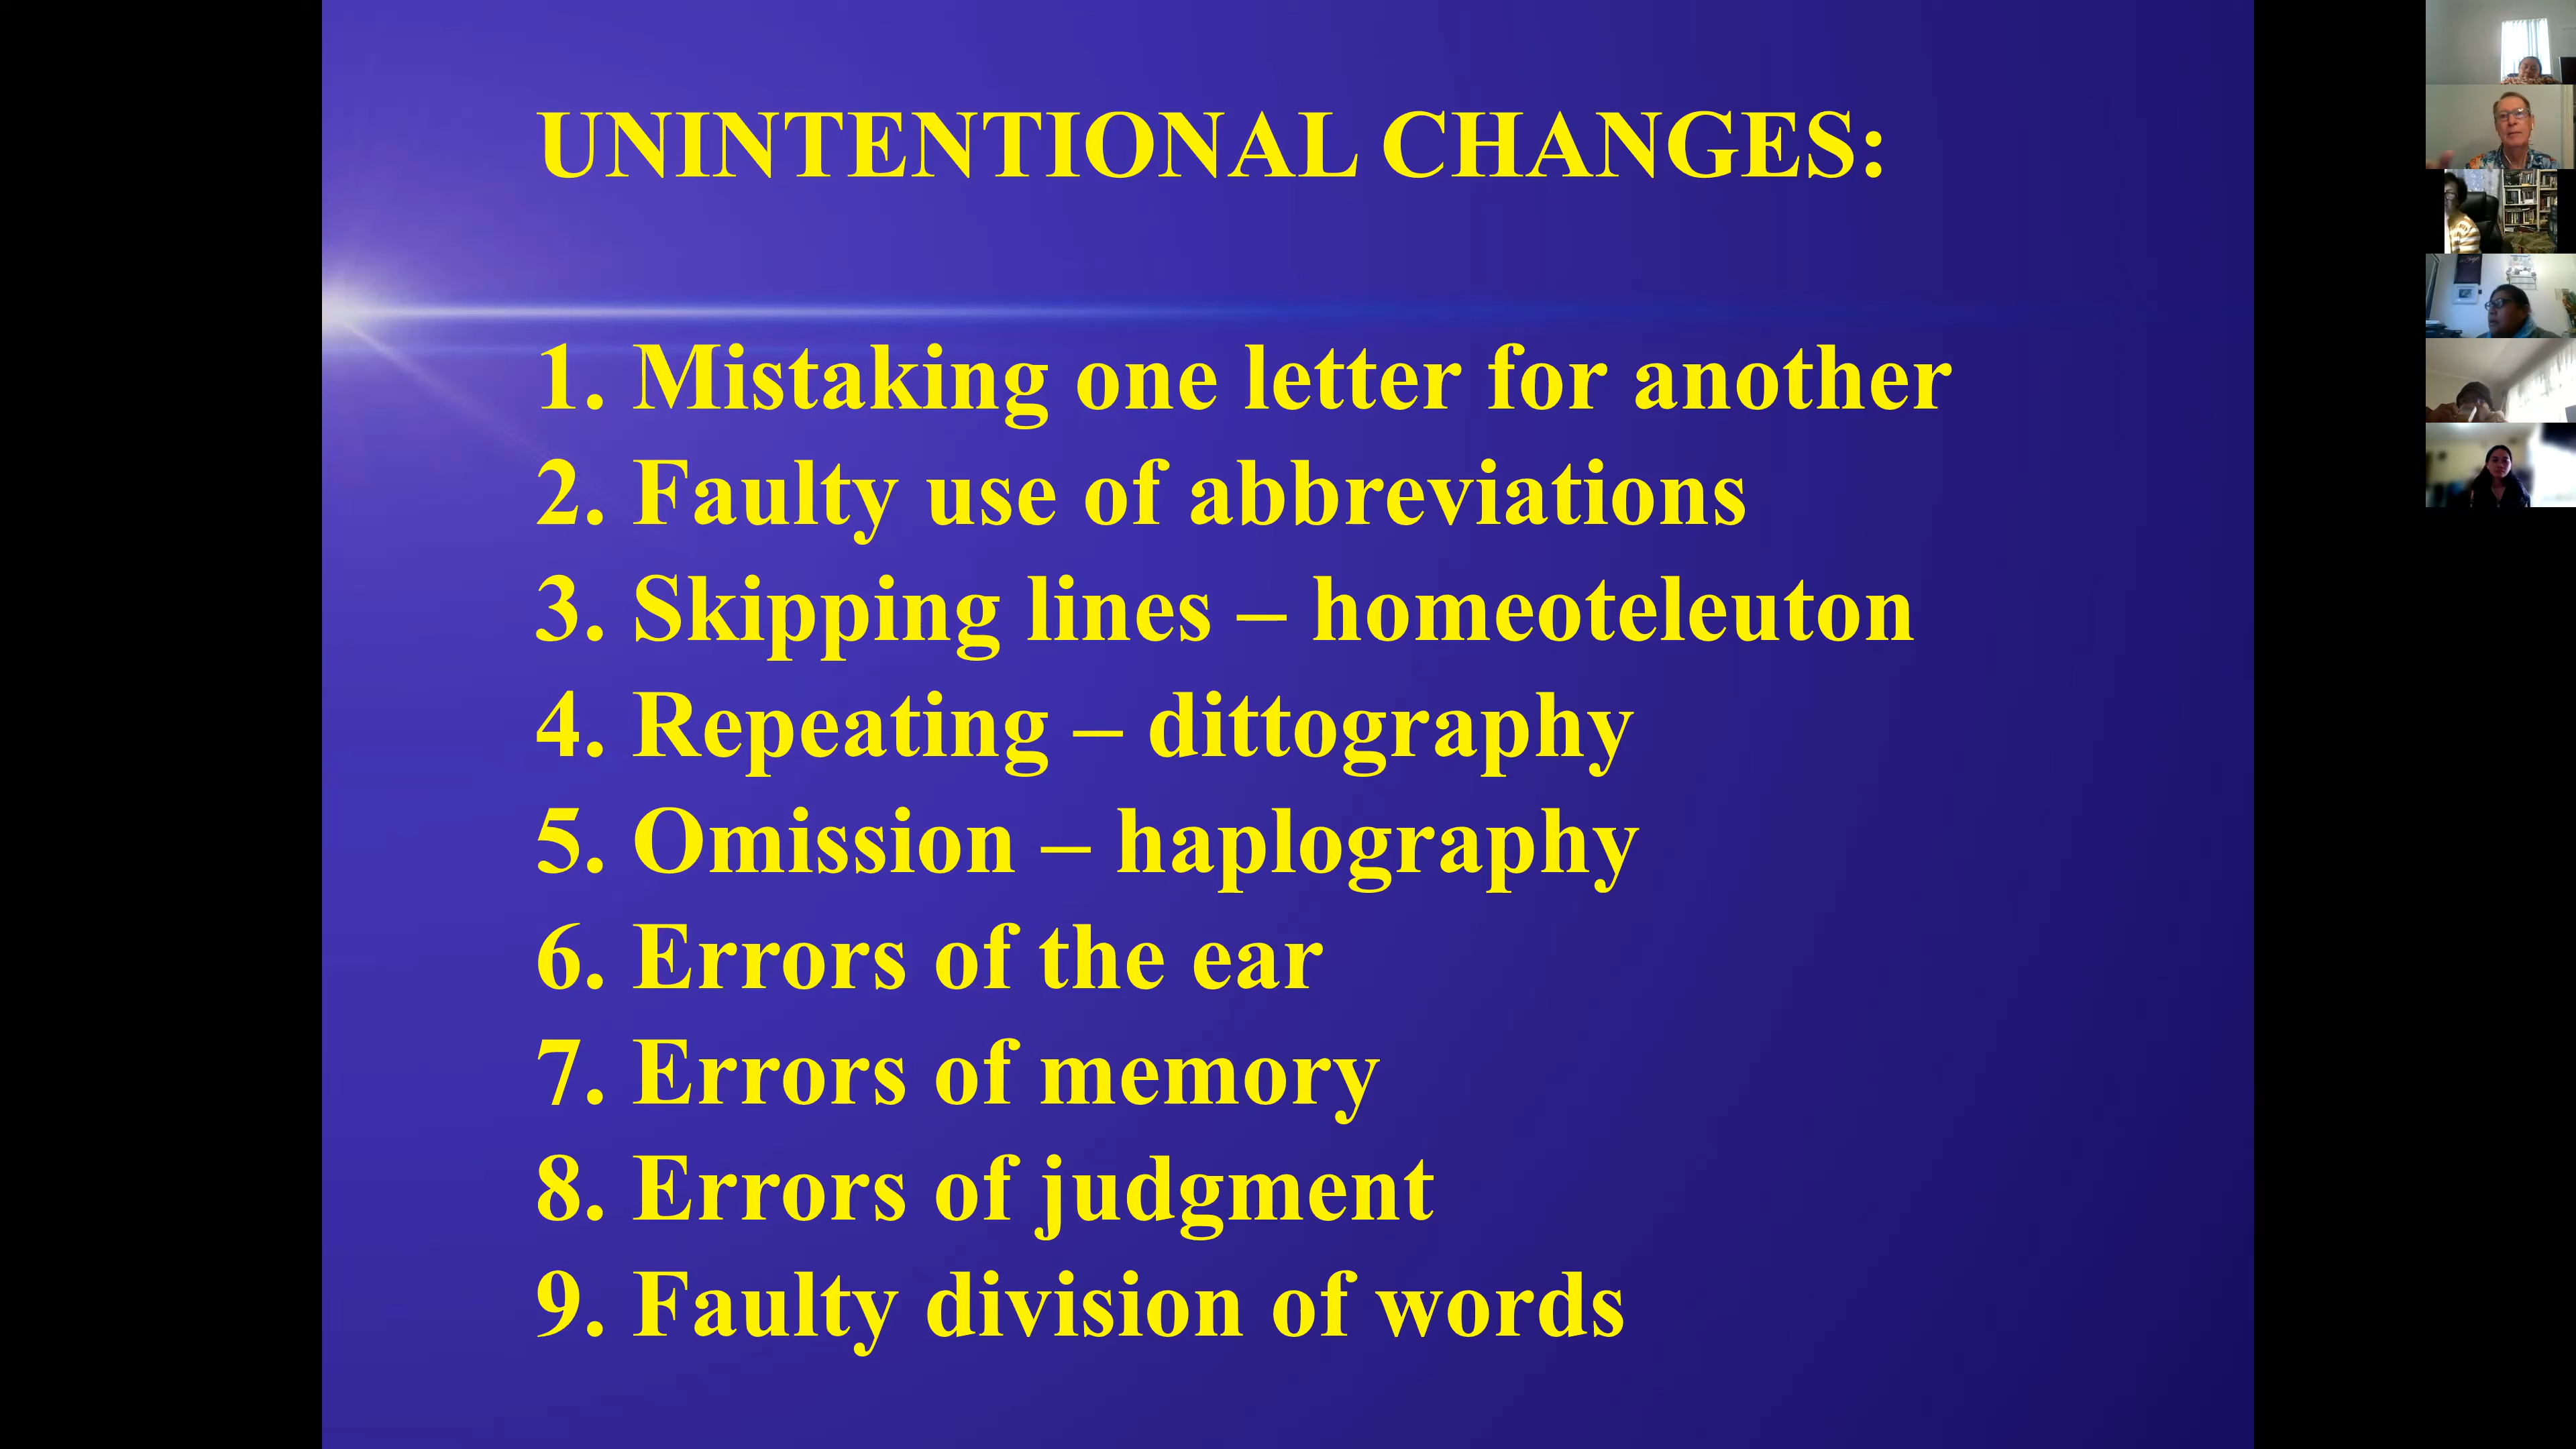 UNINTENTIONAL CHANGES:
1. Mistaking one letter for another
2. Faulty use of abbreviations
3. Skipping lines – homeoteleuton
4. Repeating – dittography
5. Omission – haplography
6. Errors of the ear
7. Errors of memory
8. Errors of judgment
9. Faulty division of words